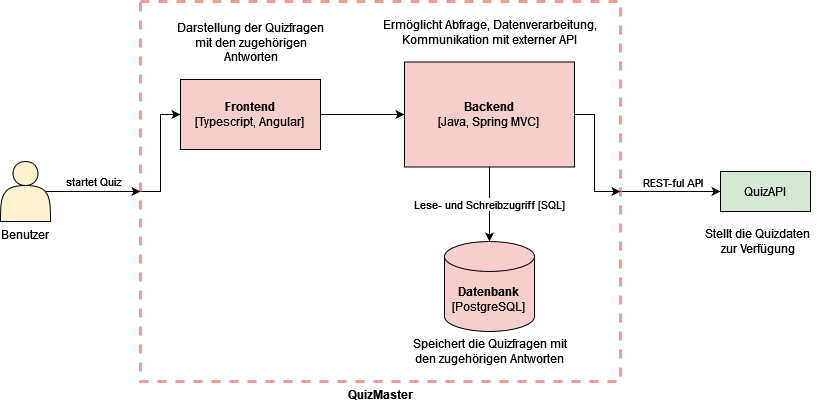 Darstellung der Quizfragen
mit den zugehörigen
Antworten
Ermöglicht Abfrage, Datenverarbeitung,
Kommunikation mit externer API
Frontend
[Typescript, Angular]
Backend
[Java, Spring MVC]
startet Quiz
Benutzer
REST-ful API
QuizAPI
Stellt die Quizdaten
zur Verfügung
Lese- und Schreibzugriff [SQL]
Datenbank
[PostgreSQL]
Speichert die Quizfragen mit
den zugehörigen Antworten
QuizMaster